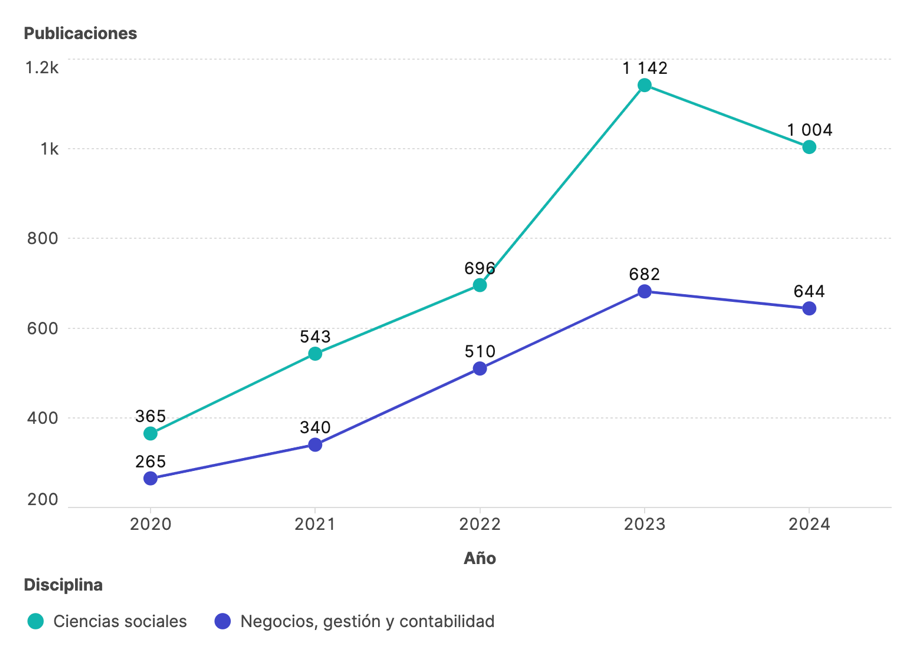 Publicaciones
1.2k
1 142
1 004
1k
800
696
682
644
600
543
510
400
365
340
265
200
2020 2021 2022 2023 2024
Año
Disciplina
Ciencias sociales Negocios, gestión y contabilidad